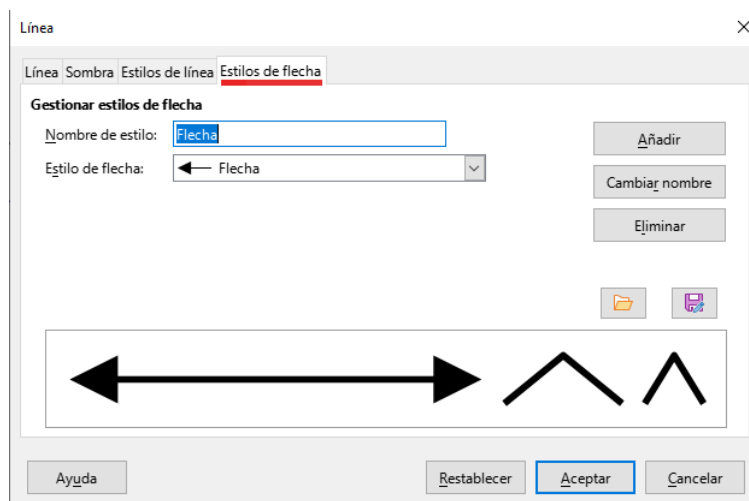 Línea
Línea Sombra Estilos de línea Estilos de flecha
Gestionar estilos de flecha
Nombre de estilo: Flecha
Añadir
Estilo de flecha: Flecha
Cambiar nombre
Eliminar
Ayuda Restablecer Aceptar Cancelar